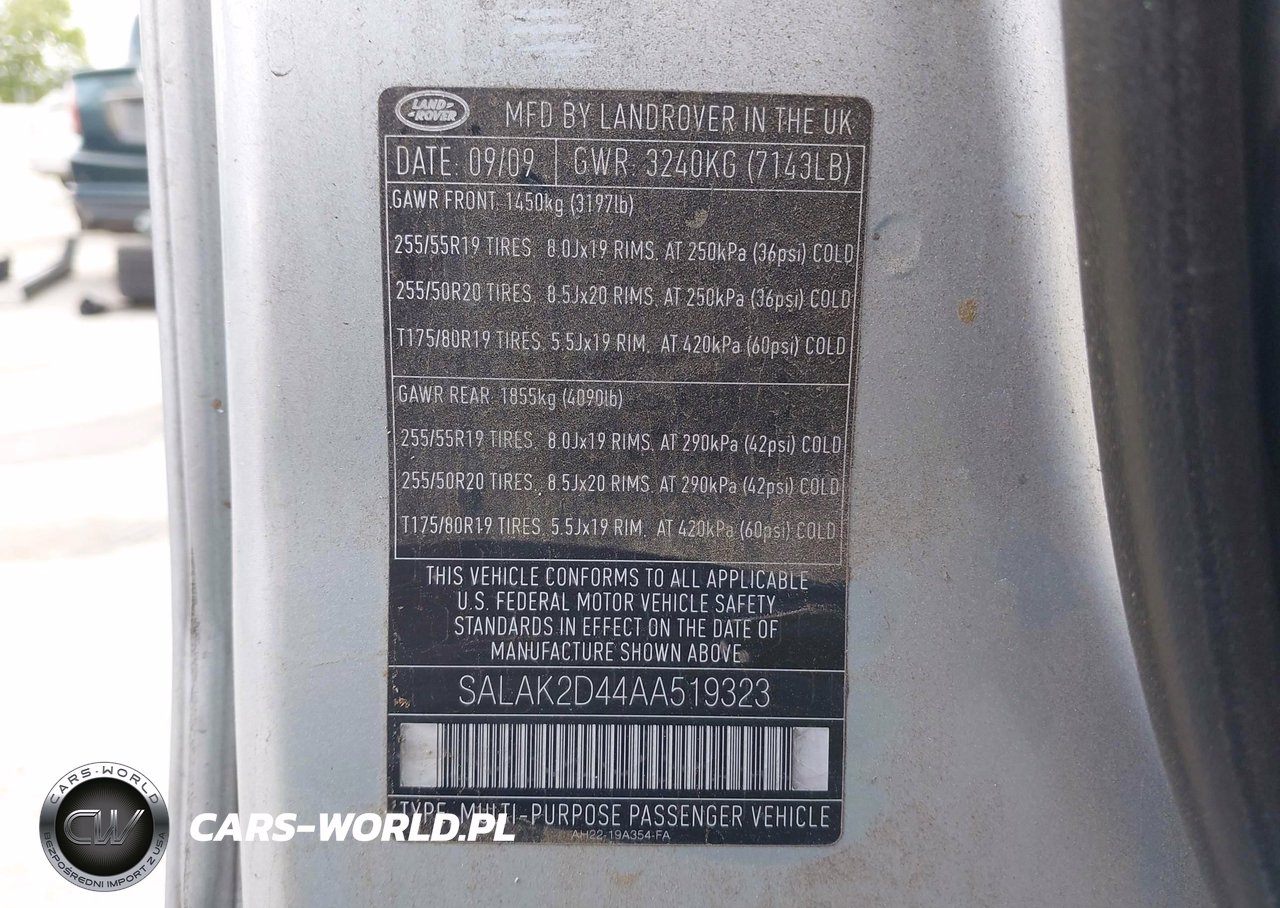 LAND-
-ROVER
MFD BY LANDROVER IN THE UK
DATE: 09/09 GWR: 3240KG (7143LB)
GAWR FRONT. 1450kg (3197lb)
255/55R19 TIRES. 8.0Jx19 RIMS. AT 250kPa (36psi) COLD
255/50R20 TIRES. 8.5Jx20 RIMS. AT 250kPa (36psi) COLD
T175/80R19 TIRES. 5.5Jx19 RIM. AT 420kPa (60psi) COLD
GAWR REAR. 1855kg (4090lb)
255/55R19 TIRES. 8.0Jx19 RIMS. AT 290kPa (42psi) COLD
255/50R20 TIRES. 8.5Jx20 RIMS. AT 290kPa (42psi) COLD
T175/80R19 TIRES. 5.5Jx19 RIM. AT 420kPa (60psi) COLD
THIS VEHICLE CONFORMS TO ALL APPLICABLE
U.S. FEDERAL MOTOR VEHICLE SAFETY
STANDARDS IN EFFECT ON THE DATE OF
MANUFACTURE SHOWN ABOVE
SALAK2D44AA519323
TYPE: MULTI-PURPOSE PASSENGER VEHICLE
AH22-19A354-FA
CARS-WORLD
CW
BEZPOŚREDNI IMPORT Z USA
CARS-WORLD.PL